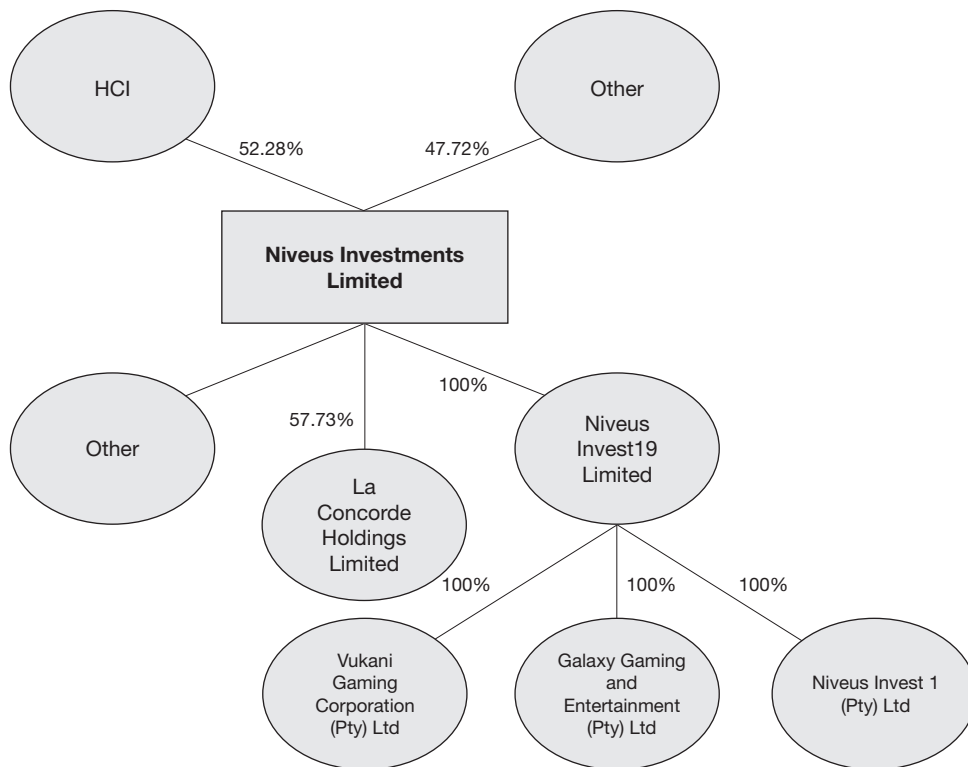 HCI
Other
52.28%
47.72%
Niveus Investments
Limited
100%
57.73%
Other
Niveus
Invest19
Limited
La
Concorde
Holdings
Limited
100%
100%
100%
Vukani
Gaming
Corporation
(Pty) Ltd
Galaxy Gaming
and
Entertainment
(Pty) Ltd
Niveus Invest 1
(Pty) Ltd